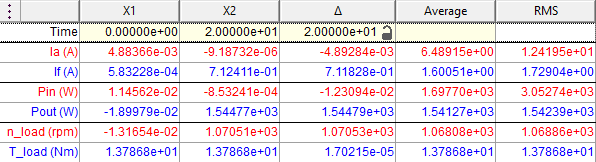 X1 X2 Δ Average RMS
Time 0.00000e+00 2.00000e+01 2.00000e+01
Ia (A) 4.88366e-03 -9.18732e-06 -4.89284e-03 6.48915e+00 1.24195e+01
If (A) 5.83228e-04 7.12411e-01 7.11828e-01 1.60051e+00 1.72904e+00
Pin (W) 1.14562e-02 -8.53241e-04 -1.23094e-02 1.69770e+03 3.05274e+03
Pout (W) -1.89979e-02 1.54477e+03 1.54479e+03 1.54127e+03 1.54239e+03
n_load (rpm) -1.31654e-02 1.07051e+03 1.07053e+03 1.06808e+03 1.06886e+03
T_load (Nm) 1.37868e+01 1.37868e+01 1.70215e-05 1.37868e+01 1.37868e+01